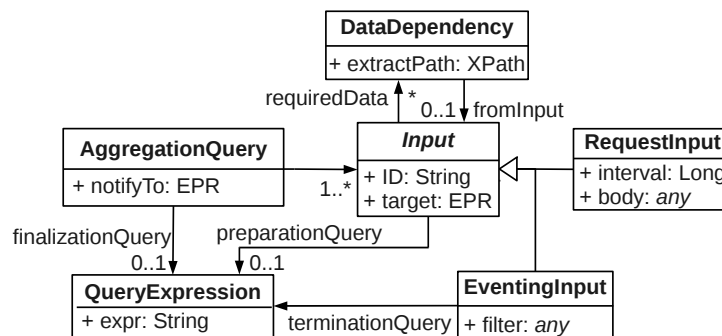 DataDependency
+ extractPath: XPath
requiredData
*
0..1
fromInput
Input
+ ID: String
+ target: EPR
AggregationQuery
+ notifyTo: EPR
1..*
RequestInput
+ interval: Long
+ body: any
finalizationQuery
0..1
preparationQuery
0..1
QueryExpression
+ expr: String
terminationQuery
EventingInput
+ filter: any